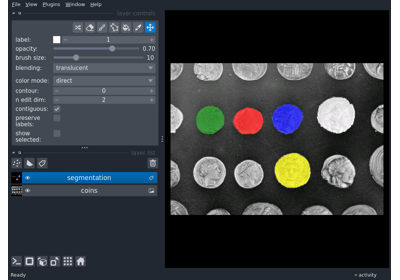 File View Plugins Window Help
layer controls
label: 1
opacity: 0.70
brush size: 10
blending: translucent
color mode: direct
contour: 0
n edit dim: 2
contiguous:
preserve
labels:
show
selected:
layer list
segmentation
coins
Ready
activity